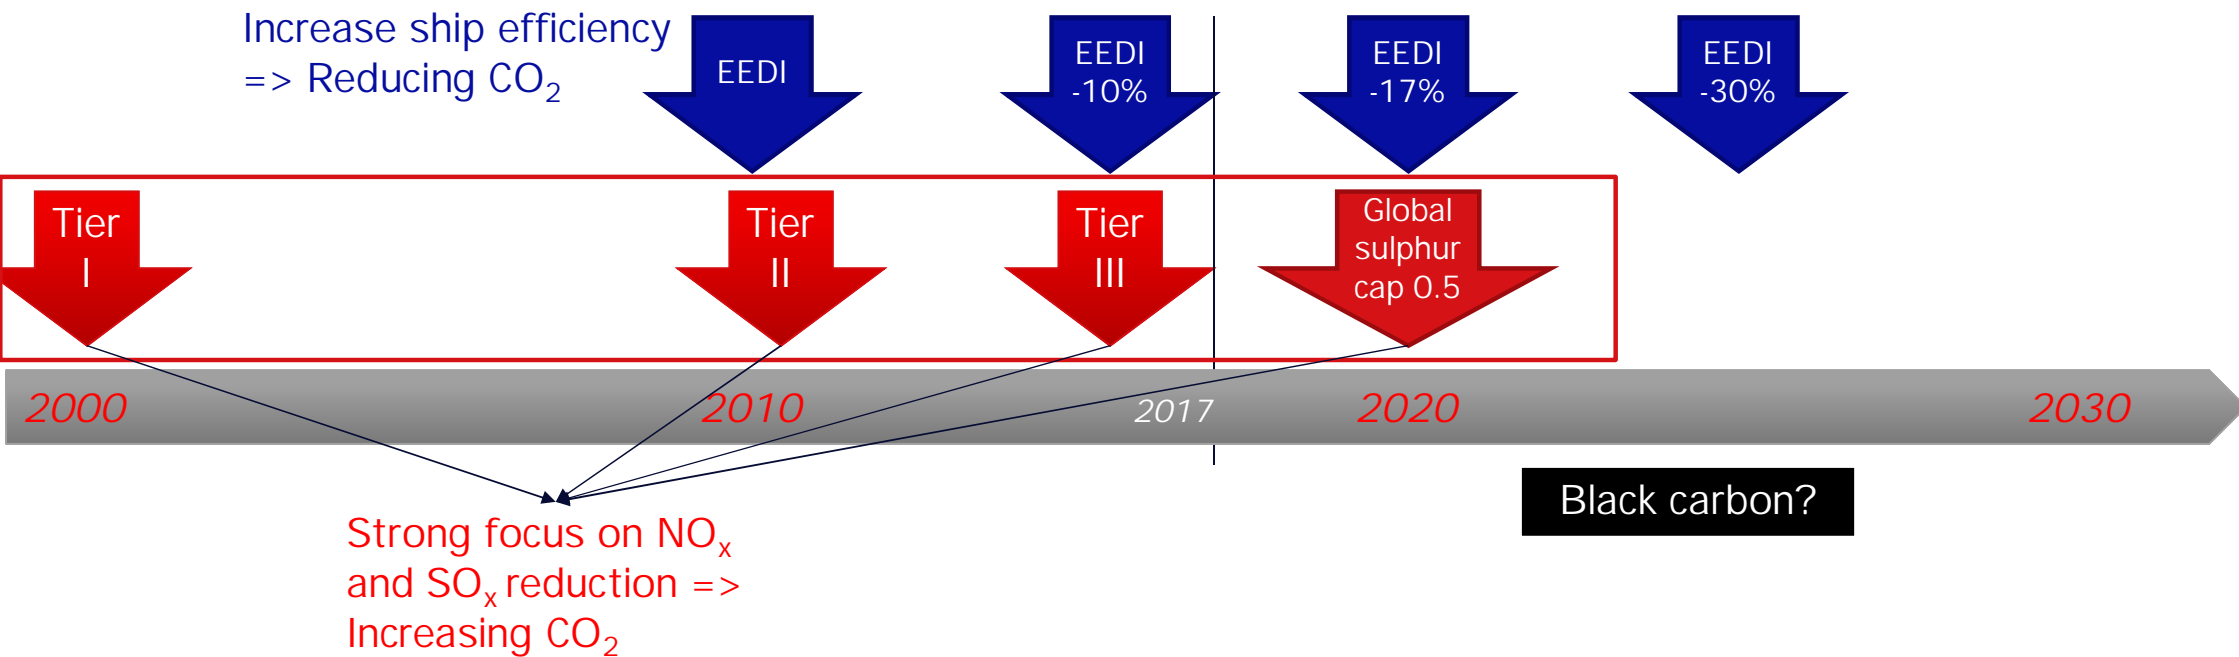 Increase ship efficiency
=> Reducing CO₂
EEDI
EEDI
-10%
EEDI
-17%
EEDI
-30%
Tier
I
Tier
II
Tier
III
Global
sulphur
cap 0.5
2000
2010
2017
2020
2030
Black carbon?
Strong focus on NOₓ
and SOₓ reduction =>
Increasing CO₂